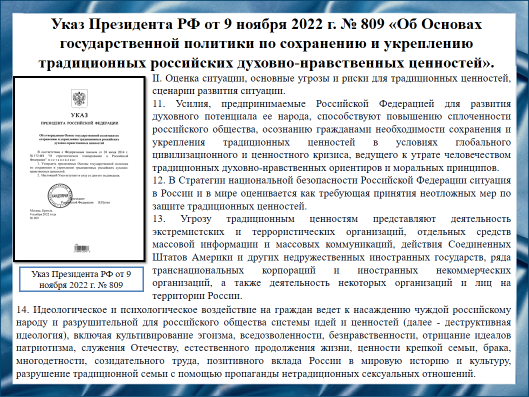 Указ Президента РФ от 9 ноября 2022 г. № 809 «Об Основах
государственной политики по сохранению и укреплению
традиционных российских духовно-нравственных ценностей».
УКАЗ
ПРЕЗИДЕНТА РОССИЙСКОЙ ФЕДЕРАЦИИ
Указ Президента РФ от 9
ноября 2022 г. № 809
II. Оценка ситуации, основные угрозы и риски для традиционных ценностей,
сценарии развития ситуации.
11. Усилия, предпринимаемые Российской Федерацией для развития
духовного потенциала ее народа, способствуют повышению сплоченности
российского общества, осознанию гражданами необходимости сохранения и
укрепления традиционных ценностей в условиях глобального
цивилизационного и ценностного кризиса, ведущего к утрате человечеством
традиционных духовно-нравственных ориентиров и моральных принципов.
12. В Стратегии национальной безопасности Российской Федерации ситуация
в России и в мире оценивается как требующая принятия неотложных мер по
защите традиционных ценностей.
13. Угрозу традиционным ценностям представляют деятельность
экстремистских и террористических организаций, отдельных средств
массовой информации и массовых коммуникаций, действия Соединенных
Штатов Америки и других недружественных иностранных государств, ряда
транснациональных корпораций и иностранных некоммерческих
организаций, а также деятельность некоторых организаций и лиц на
территории России.
14. Идеологическое и психологическое воздействие на граждан ведет к насаждению чуждой российскому
народу и разрушительной для российского общества системы идей и ценностей (далее - деструктивная
идеология), включая культивирование эгоизма, вседозволенности, безнравственности, отрицание идеалов
патриотизма, служения Отечеству, естественного продолжения жизни, ценности крепкой семьи, брака,
многодетности, созидательного труда, позитивного вклада России в мировую историю и культуру,
разрушение традиционной семьи с помощью пропаганды нетрадиционных сексуальных отношений.